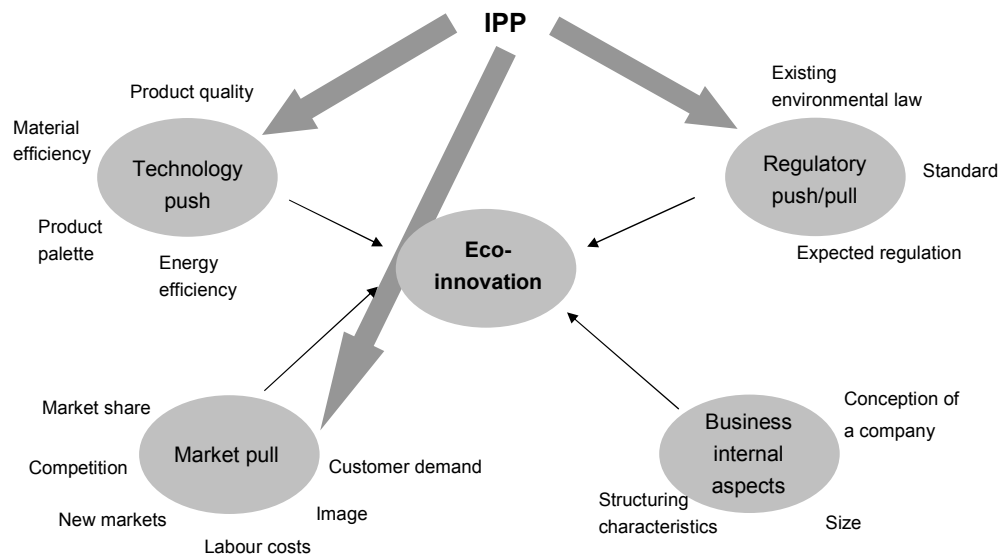 IPP
Product quality
Material
efficiency
Technology
push
Product
palette
Energy
efficiency
Existing
environmental law
Regulatory
push/pull
Standard
Expected regulation
Eco-
innovation
Market share
Market pull
Competition
Customer demand
New markets
Image
Labour costs
Business
internal
aspects
Conception of
a company
Structuring
characteristics
Size